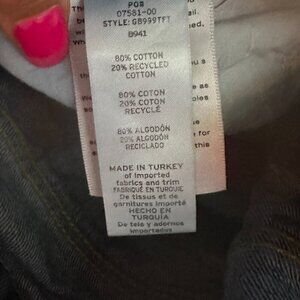 PO#
07581-00
STYLE: GB999TFT
8941
80% COTTON
20% RECYCLED
COTTON
80% COTON
20% COTON
RECYCLÉ
80% ALGODÓN
20% ALGODÓN
RECICLADO
MADE IN TURKEY
of imported
fabrics and trim
FABRIQUÉ EN TURQUIE
De tissus et de
garnitures importé
HECHO EN
TURQUIA
De tela y adornos
importados